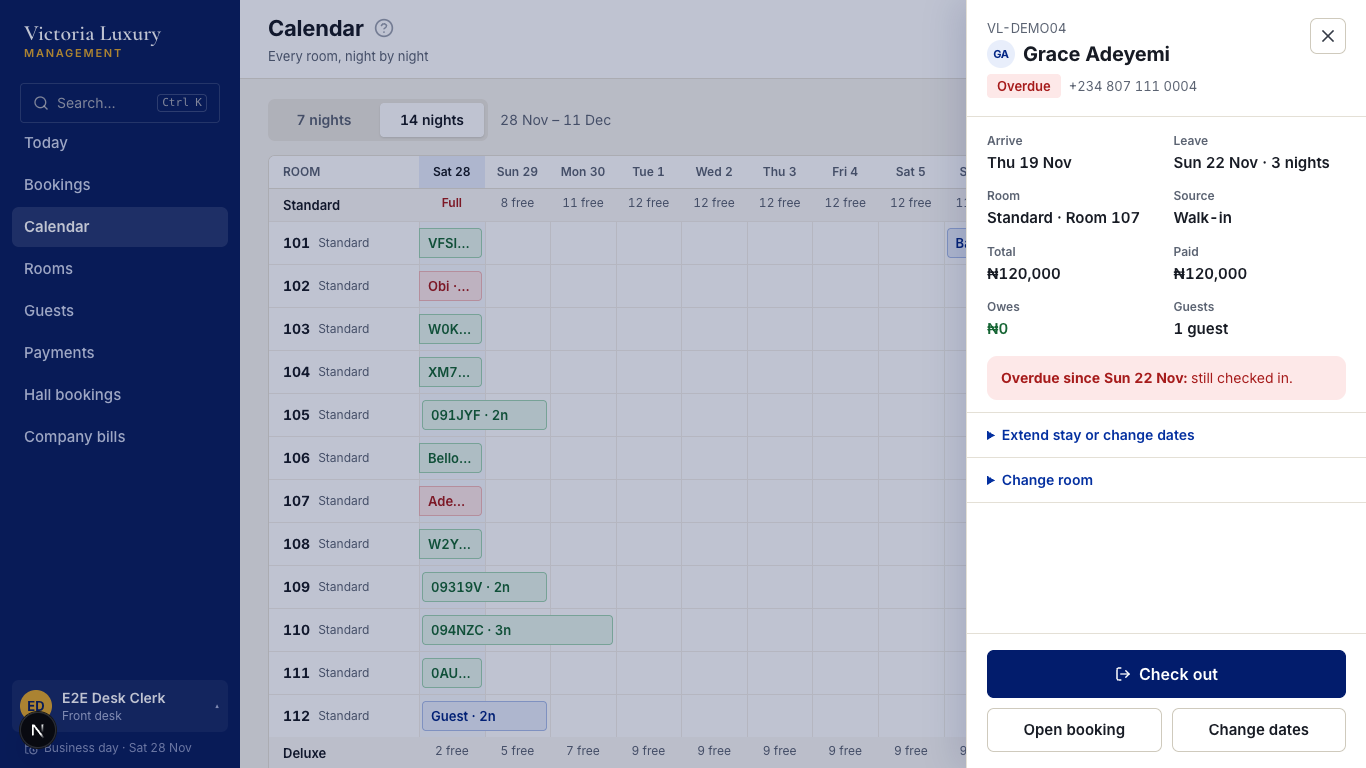 Victoria Luxury
MANAGEMENT
Search... Ctrl K
Today
Bookings
Calendar
Rooms
Guests
Payments
Hall bookings
Company bills
ED E2E Desk Clerk
Front desk
N
Business day · Sat 28 Nov
Calendar ?
Every room, night by night
7 nights 14 nights 28 Nov – 11 Dec
ROOM Sat 28 Sun 29 Mon 30 Tue 1 Wed 2 Thu 3 Fri 4 Sat 5 S
Standard Full 8 free 11 free 12 free 12 free 12 free 12 free 12 free 1
101 Standard VFSI... Ba
102 Standard Obi ·...
103 Standard W0K...
104 Standard XM7...
105 Standard 091JYF · 2n
106 Standard Bello...
107 Standard Ade...
108 Standard W2Y...
109 Standard 09319V · 2n
110 Standard 094NZC · 3n
111 Standard 0AU...
112 Standard Guest · 2n
Deluxe 2 free 5 free 7 free 9 free 9 free 9 free 9 free 9 free 9
VL-DEMO04
GA Grace Adeyemi
Overdue +234 807 111 0004
Arrive Leave
Thu 19 Nov Sun 22 Nov · 3 nights
Room Source
Standard · Room 107 Walk-in
Total Paid
₦120,000 ₦120,000
Owes Guests
₦0 1 guest
Overdue since Sun 22 Nov: still checked in.
Extend stay or change dates
Change room
Check out
Open booking Change dates